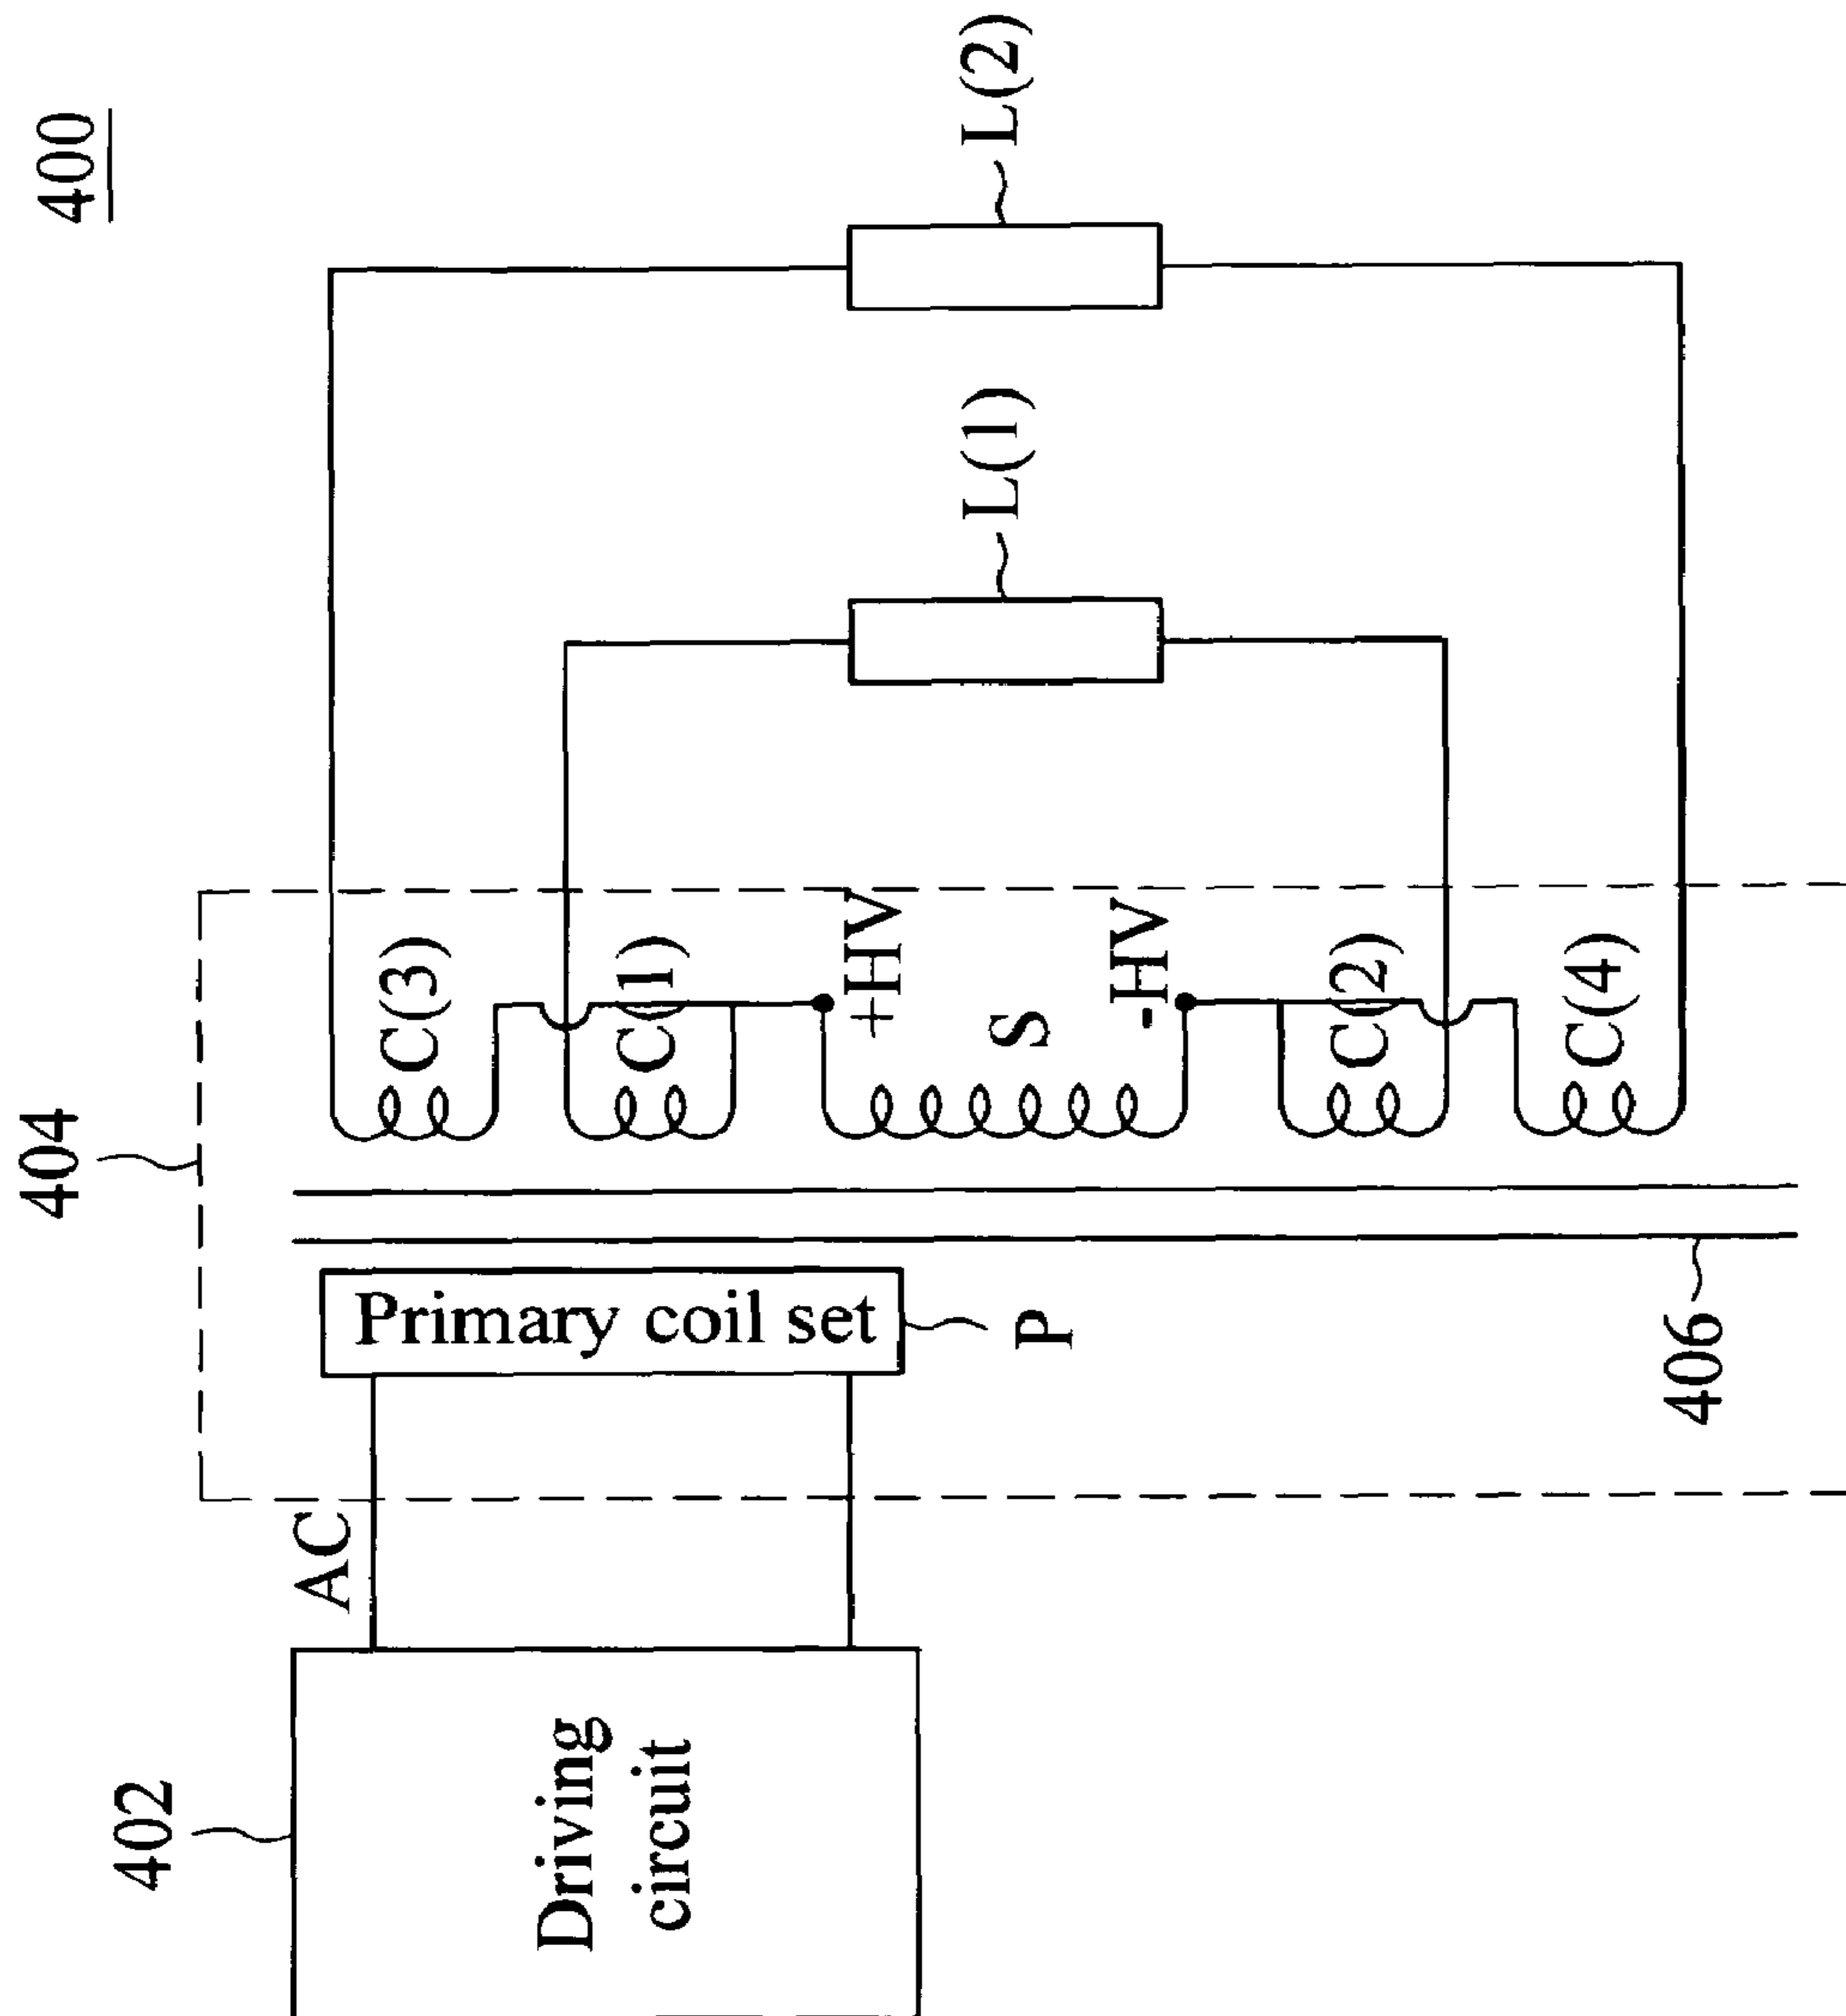 400
402
Driving
circuit
AC
404
Primary coil set
P
406
C(3)
C(1)
+HV
S
-HV
C(2)
C(4)
L(1)
L(2)